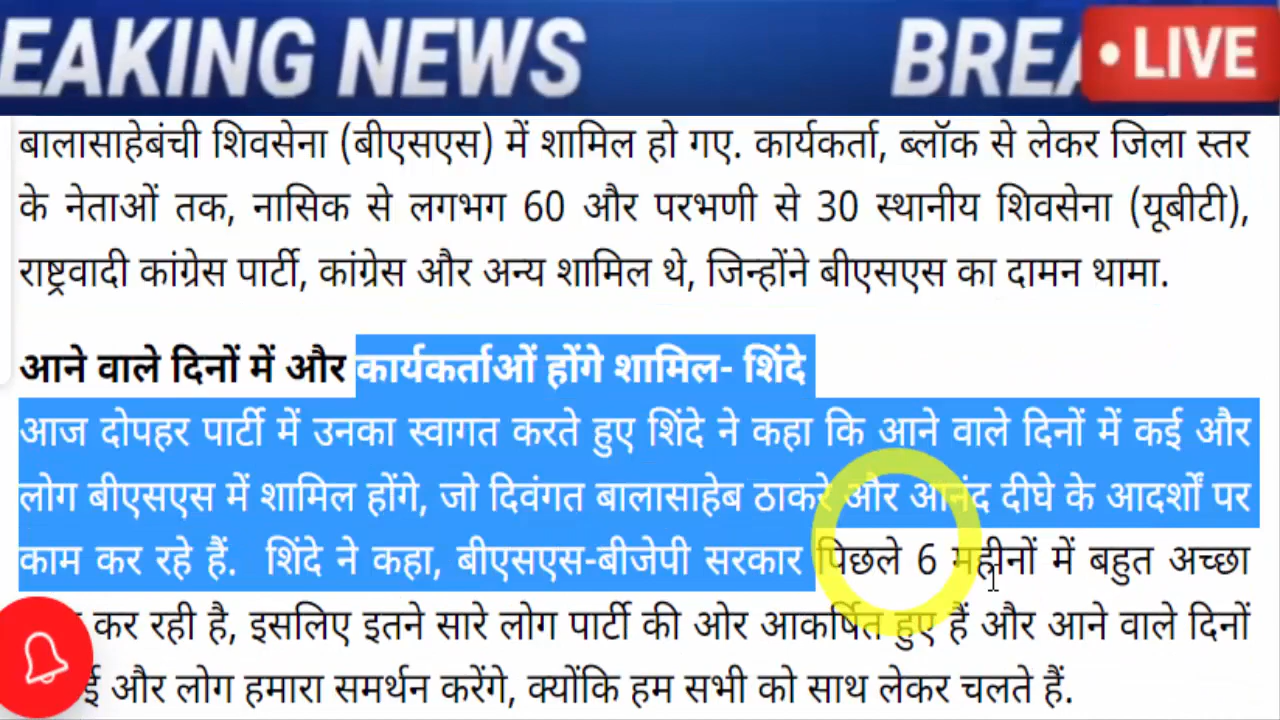 EAKING NEWS BREA • LIVE
बालासाहेबंची शिवसेना (बीएसएस) में शामिल हो गए. कार्यकर्ता, ब्लॉक से लेकर जिला स्तर
के नेताओं तक, नासिक से लगभग 60 और परभणी से 30 स्थानीय शिवसेना (यूबीटी),
राष्ट्रवादी कांग्रेस पार्टी, कांग्रेस और अन्य शामिल थे, जिन्होंने बीएसएस का दामन थामा.
आने वाले दिनों में और कार्यकर्ताओं होंगे शामिल- शिंदे
आज दोपहर पार्टी में उनका स्वागत करते हुए शिंदे ने कहा कि आने वाले दिनों में कई और
लोग बीएसएस में शामिल होंगे, जो दिवंगत बालासाहेब ठाकरे और आनंद दीघे के आदर्शों पर
काम कर रहे हैं. शिंदे ने कहा, बीएसएस-बीजेपी सरकार पिछले 6 महीनों में बहुत अच्छा
कर रही है, इसलिए इतने सारे लोग पार्टी की ओर आकर्षित हुए हैं और आने वाले दिनों
और लोग हमारा समर्थन करेंगे, क्योंकि हम सभी को साथ लेकर चलते हैं.